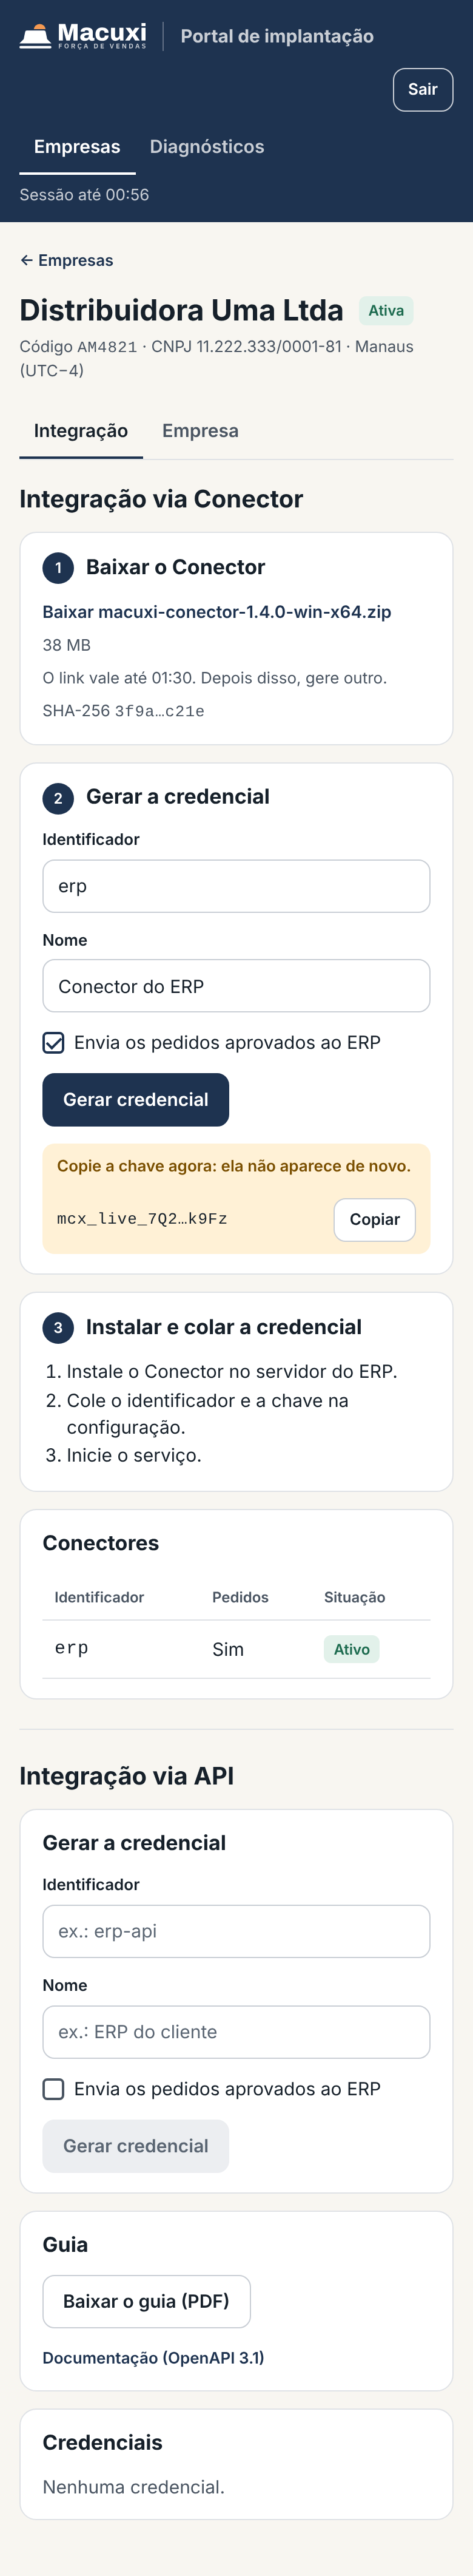 Macuxi
FORÇA DE VENDAS
Portal de implantação
Sair
Empresas
Diagnósticos
Sessão até 00:56
← Empresas
Distribuidora Uma Ltda
Ativa
Código AM4821 · CNPJ 11.222.333/0001-81 · Manaus
(UTC−4)
Integração
Empresa
Integração via Conector
1
Baixar o Conector
Baixar macuxi-conector-1.4.0-win-x64.zip
38 MB
O link vale até 01:30. Depois disso, gere outro.
SHA-256 3f9a…c21e
2
Gerar a credencial
Identificador
erp
Nome
Conector do ERP
Envia os pedidos aprovados ao ERP
Gerar credencial
Copie a chave agora: ela não aparece de novo.
mcx_live_7Q2…k9Fz
Copiar
3
Instalar e colar a credencial
1. Instale o Conector no servidor do ERP.
2. Cole o identificador e a chave na
configuração.
3. Inicie o serviço.
Conectores
Identificador
Pedidos
Situação
erp
Sim
Ativo
Integração via API
Gerar a credencial
Identificador
ex.: erp-api
Nome
ex.: ERP do cliente
Envia os pedidos aprovados ao ERP
Gerar credencial
Guia
Baixar o guia (PDF)
Documentação (OpenAPI 3.1)
Credenciais
Nenhuma credencial.